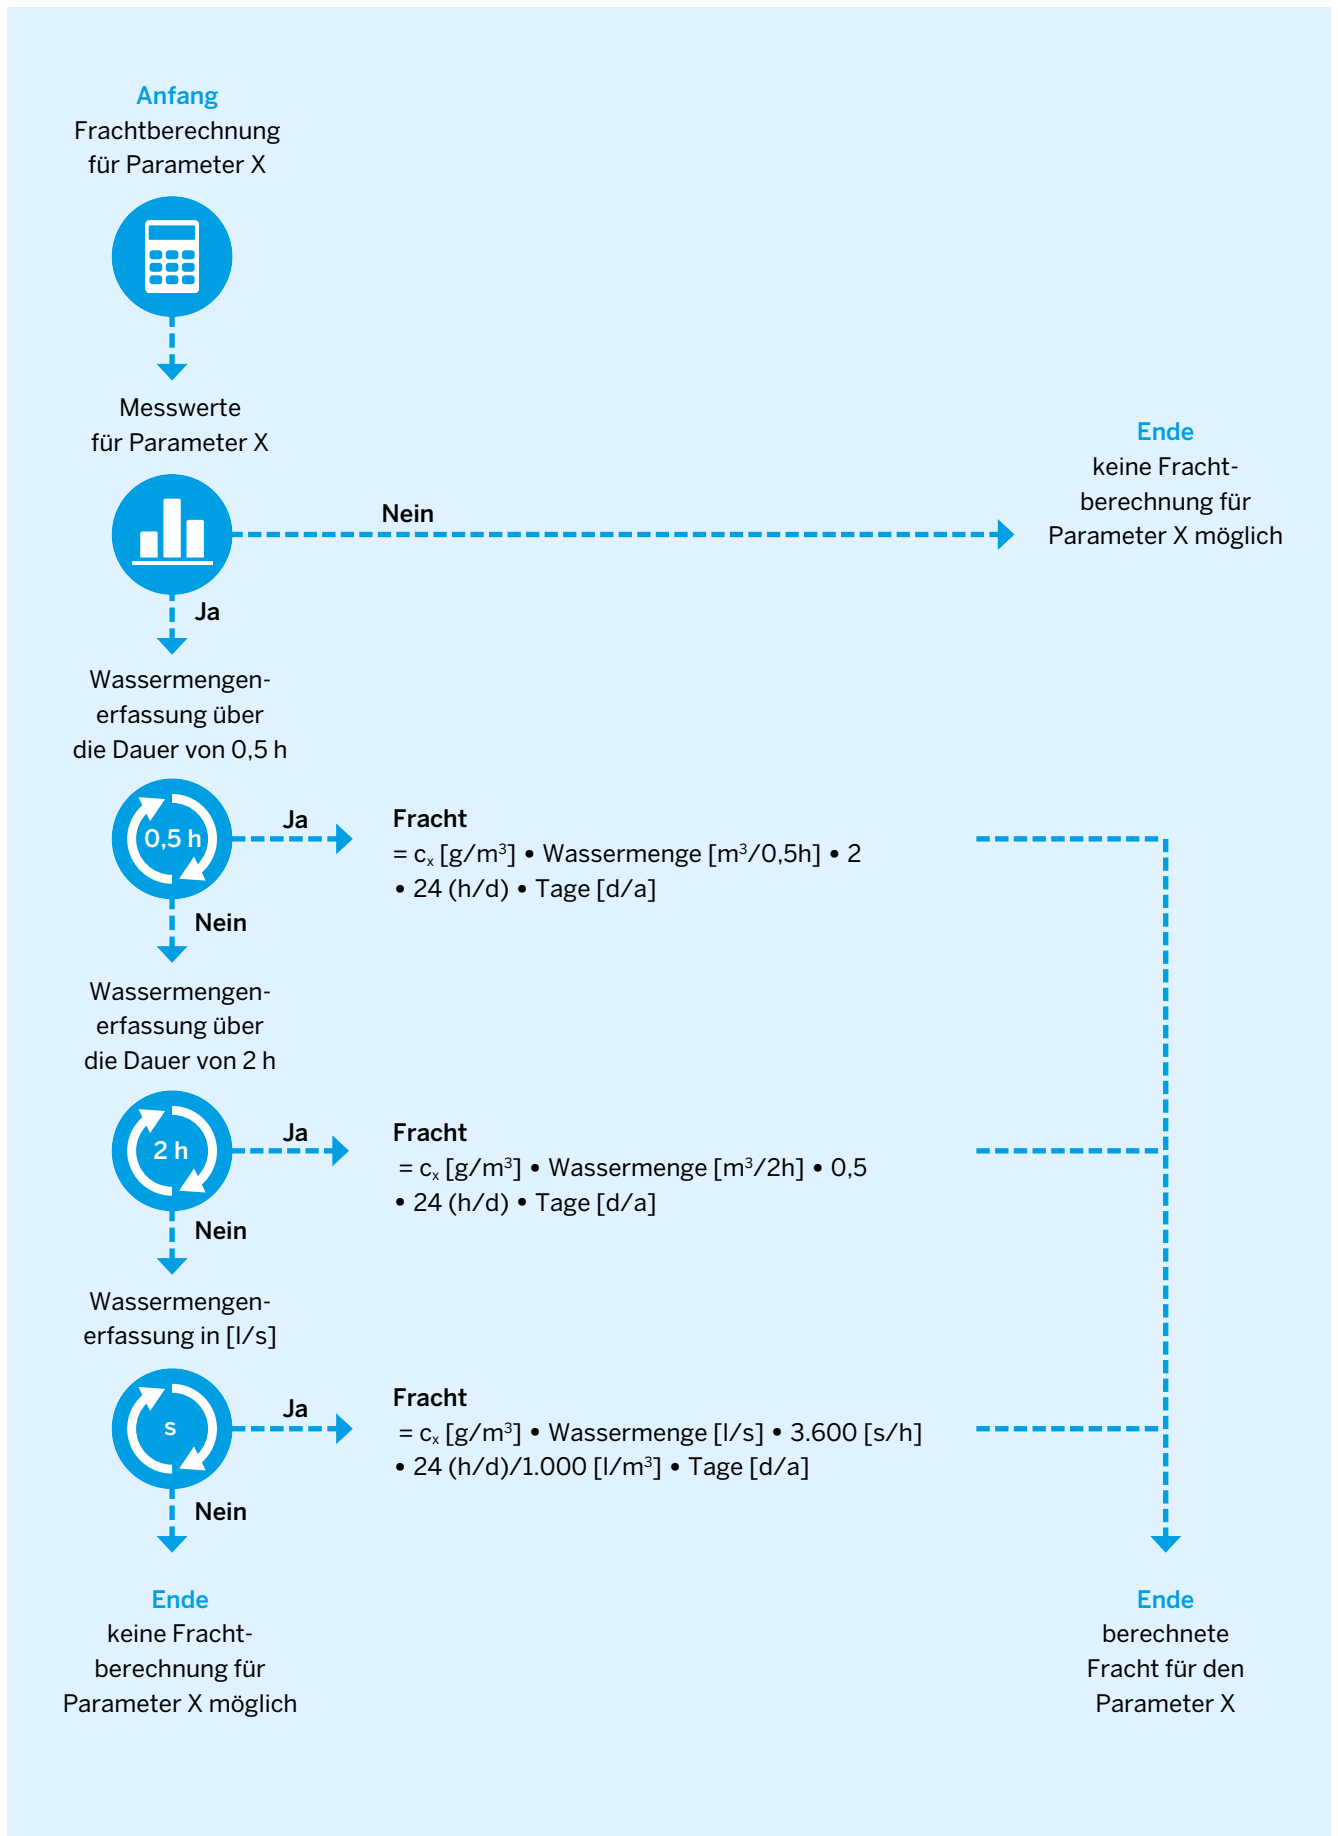 Anfang
Frachtberechnung
für Parameter X
Messwerte
für Parameter X
Nein
Ende
keine Fracht-
berechnung für
Parameter X möglich
Ja
Wassermengen-
erfassung über
die Dauer von 0,5 h
0,5 h
Ja
Fracht
= cₓ [g/m³] • Wassermenge [m³/0,5h] • 2
• 24 (h/d) • Tage [d/a]
Nein
Wassermengen-
erfassung über
die Dauer von 2 h
2 h
Ja
Fracht
= cₓ [g/m³] • Wassermenge [m³/2h] • 0,5
• 24 (h/d) • Tage [d/a]
Nein
Wassermengen-
erfassung in [l/s]
s
Ja
Fracht
= cₓ [g/m³] • Wassermenge [l/s] • 3.600 [s/h]
• 24 (h/d)/1.000 [l/m³] • Tage [d/a]
Nein
Ende
keine Fracht-
berechnung für
Parameter X möglich
Ende
berechnete
Fracht für den
Parameter X